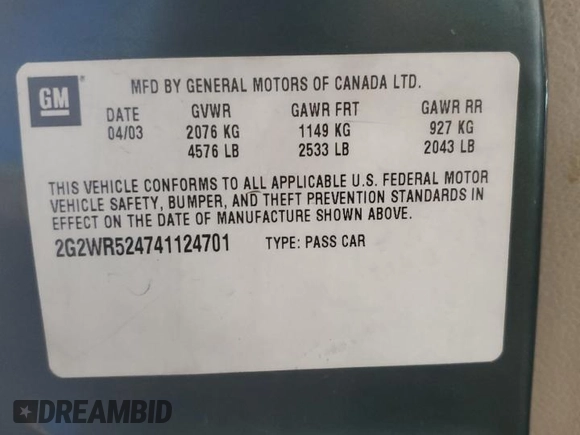 GM
MFD BY GENERAL MOTORS OF CANADA LTD.
DATE GVWR GAWR FRT GAWR RR
04/03 2076 KG 1149 KG 927 KG
4576 LB 2533 LB 2043 LB
THIS VEHICLE CONFORMS TO ALL APPLICABLE U.S. FEDERAL MOTOR
VEHICLE SAFETY, BUMPER, AND THEFT PREVENTION STANDARDS IN
EFFECT ON THE DATE OF MANUFACTURE SHOWN ABOVE.
2G2WR524741124701 TYPE: PASS CAR
DREAMBID